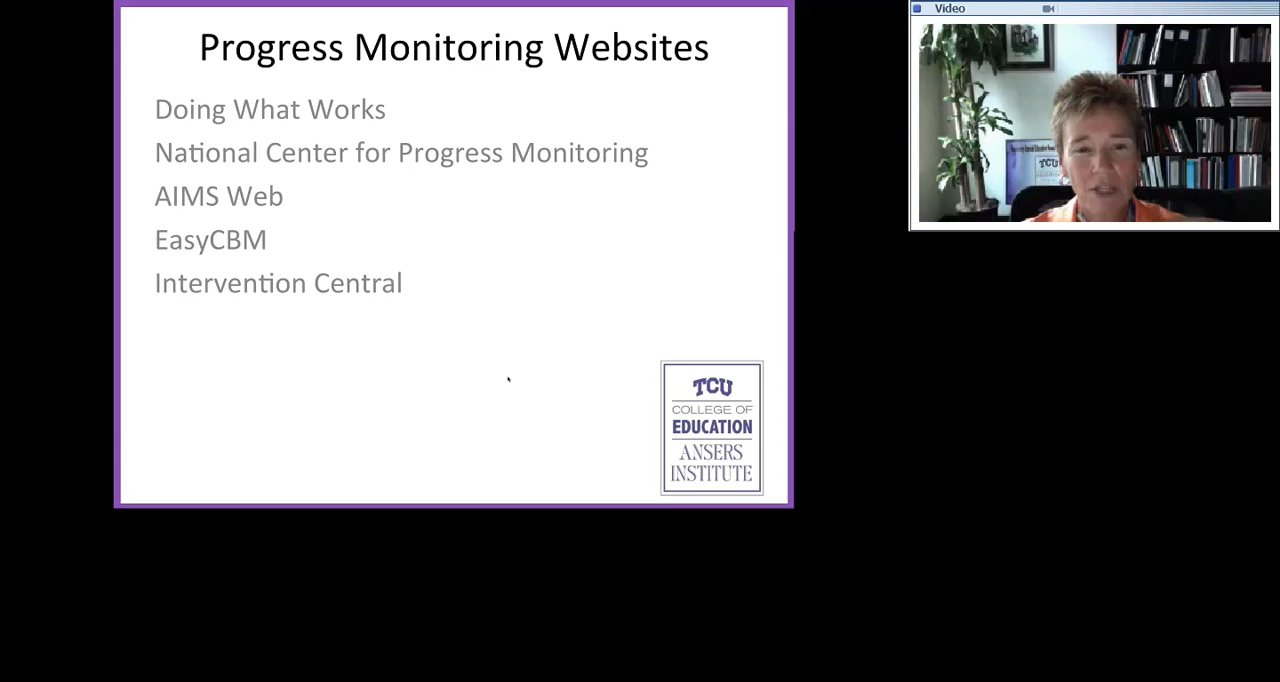 Progress Monitoring Websites
Doing What Works
National Center for Progress Monitoring
AIMS Web
EasyCBM
Intervention Central
TCU
COLLEGE OF
EDUCATION
ANSERS
INSTITUTE
Video
TCU